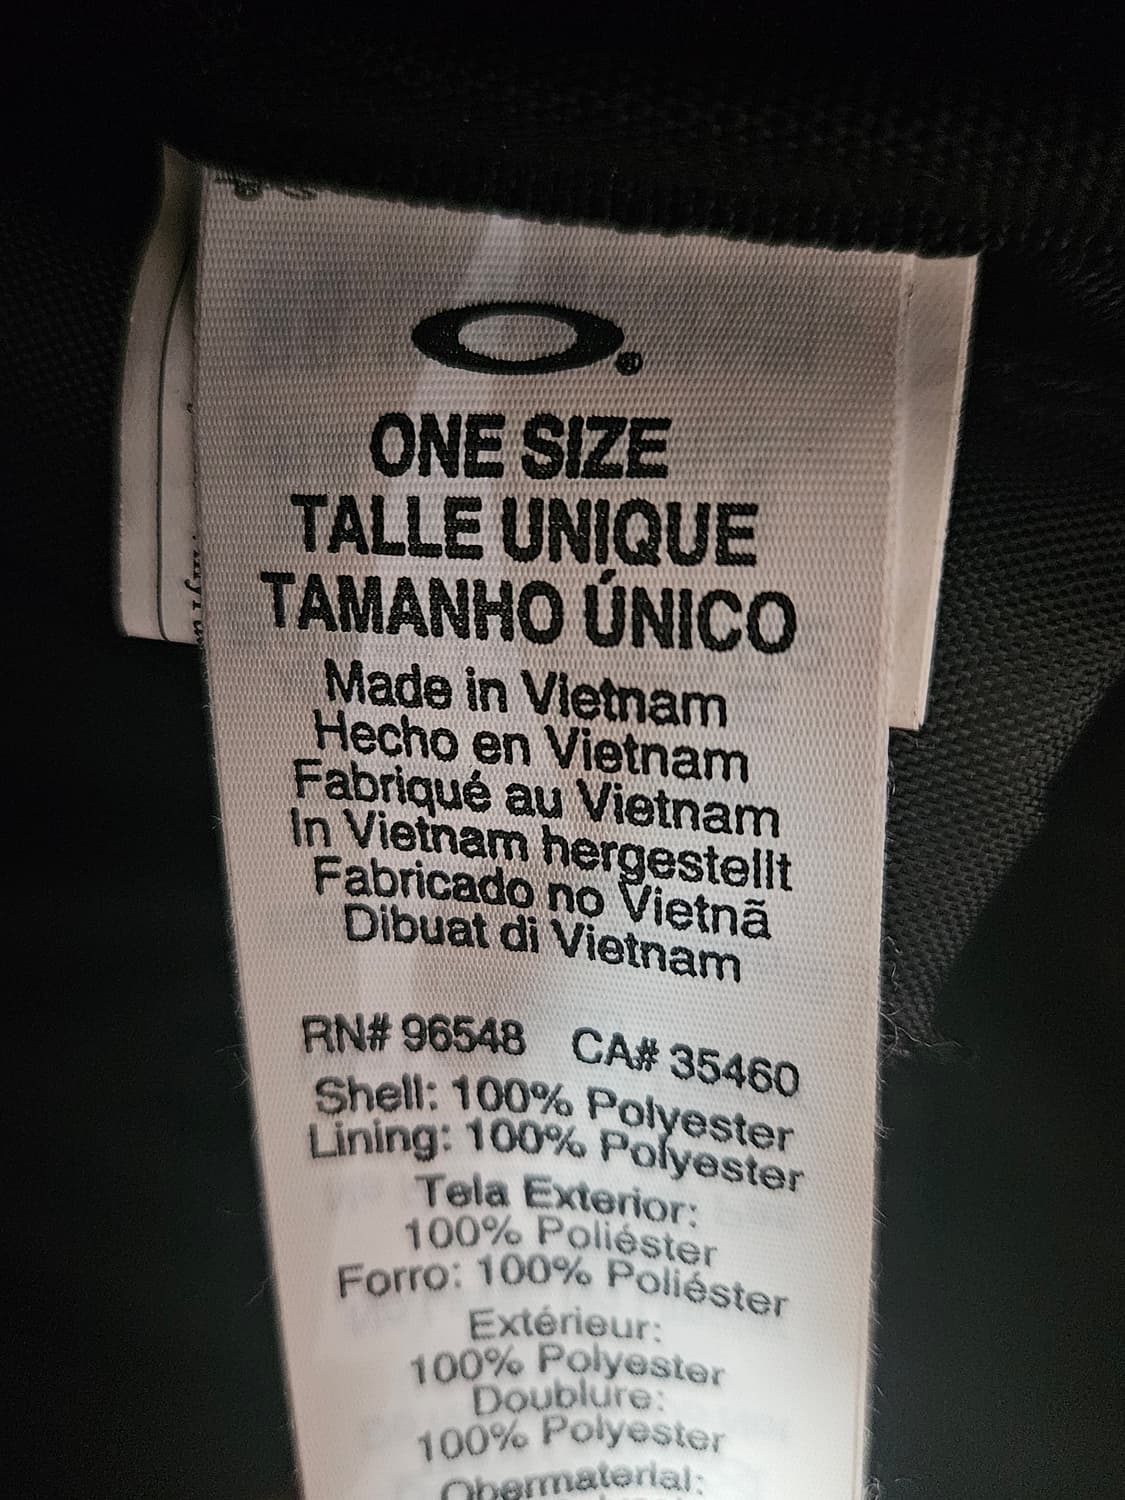 ONE SIZE
TALLE UNIQUE
TAMANHO ÚNICO
Made in Vietnam
Hecho en Vietnam
Fabriqué au Vietnam
In Vietnam hergestellt
Fabricado no Vietnã
Dibuat di Vietnam
RN# 96548 CA# 35460
Shell: 100% Polyester
Lining: 100% Polyester
Tela Exterior:
100% Poliéster
Forro: 100% Poliéster
Extérieur:
100% Polyester
Doublure:
100% Polyester
Obermaterial: